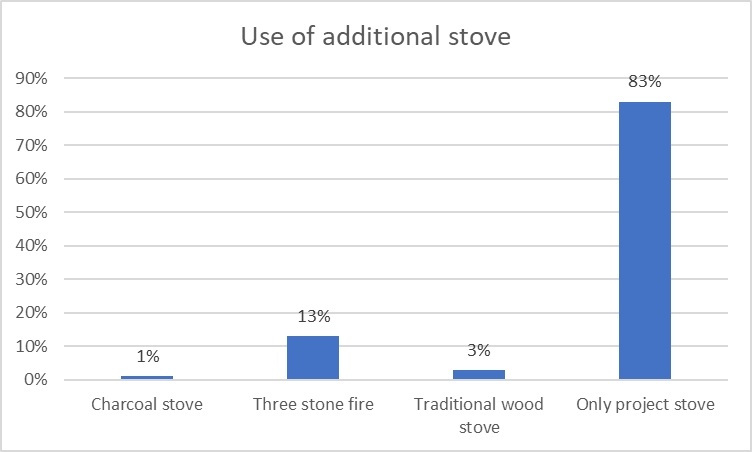 Use of additional stove
90%
80%
70%
60%
50%
40%
30%
20%
10%
0%
1%
13%
3%
83%
Charcoal stove
Three stone fire
Traditional wood
stove
Only project stove